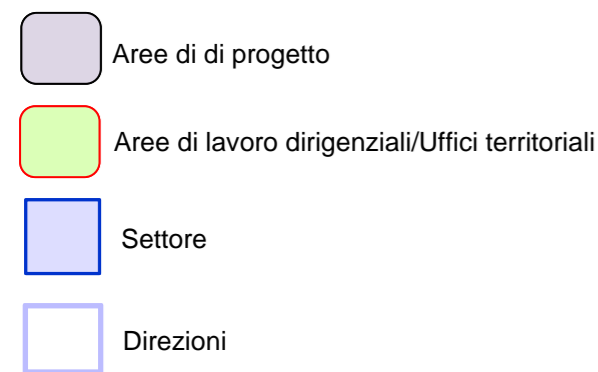 Aree di di progetto
Aree di lavoro dirigenziali/Uffici territoriali
Settore
Direzioni